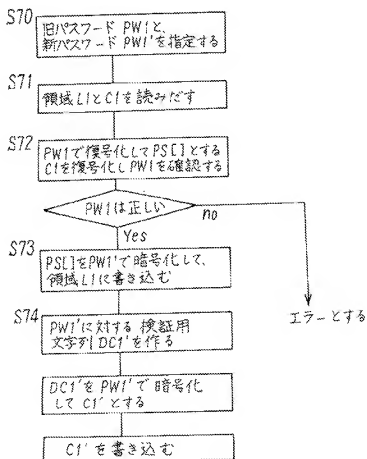 S70
旧パスワード PW1と、
新パスワード PW1'を指定する
S71
領域L1とC1を読みだす
S72
PW1で復号化してPS[]とする
C1を復号化しPW1を確認する
PW1は正しい
no
Yes
S73
PS[]をPW1'で暗号化して、
領域L1に書き込む
エラーとする
S74
PW1'に対する 検証用
文字列DC1'を作る
DC1'をPW1'で暗号化
して C1'とする
C1'を書き込む